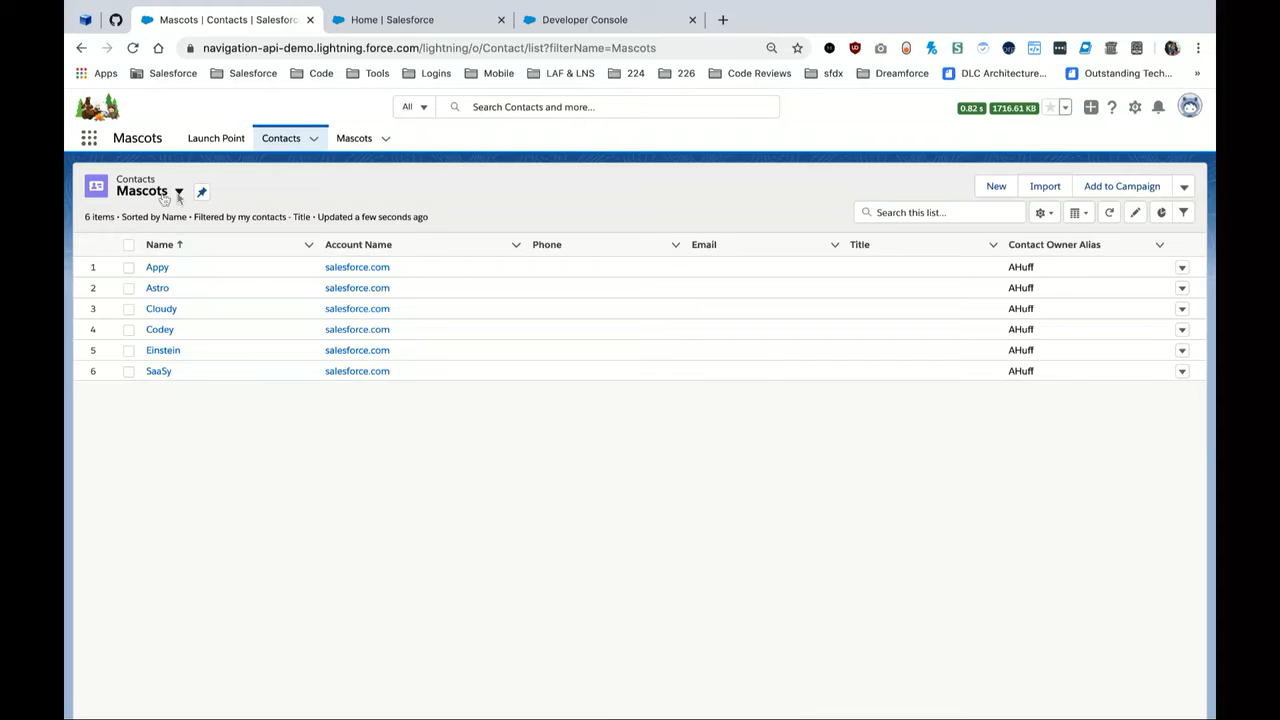 Mascots | Contacts | Salesforc
Home | Salesforce
Developer Console
navigation-api-demo.lightning.force.com/lightning/o/Contact/list?filterName=Mascots
Apps Salesforce Salesforce Code Tools Logins Mobile LAF & LNS 224 226 Code Reviews sfdx Dreamforce DLC Architecture... Outstanding Tech... »
All Search Contacts and more... 0.82 s 1716.61 KB
Mascots Launch Point Contacts Mascots
Contacts
Mascots
New Import Add to Campaign
6 items • Sorted by Name • Filtered by my contacts - Title • Updated a few seconds ago
Search this list...
Name ↑ Account Name Phone Email Title Contact Owner Alias
1 Appy salesforce.com AHuff
2 Astro salesforce.com AHuff
3 Cloudy salesforce.com AHuff
4 Codey salesforce.com AHuff
5 Einstein salesforce.com AHuff
6 SaaSy salesforce.com AHuff